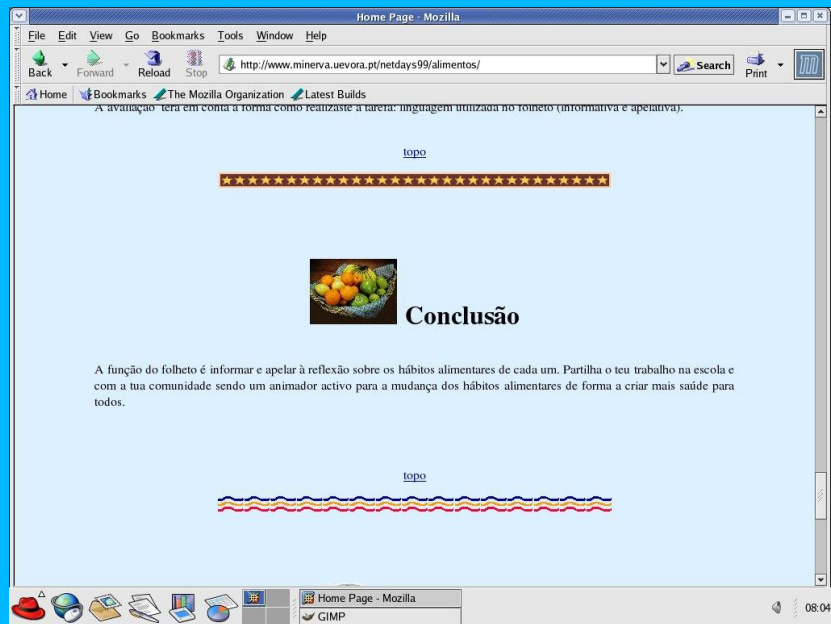 Home Page - Mozilla
File Edit View Go Bookmarks Tools Window Help
Back Forward Reload Stop http://www.minerva.uevora.pt/netdays99/alimentos/ Search Print
Home Bookmarks The Mozilla Organization Latest Builds
A avaliação terá em conta a forma como realizaste a tarefa: linguagem utilizada no folheto (informativa e apelativa).
topo
Conclusão
A função do folheto é informar e apelar à reflexão sobre os hábitos alimentares de cada um. Partilha o teu trabalho na escola e
com a tua comunidade sendo um animador activo para a mudança dos hábitos alimentares de forma a criar mais saúde para
todos.
topo
Home Page - Mozilla
GIMP
08:04